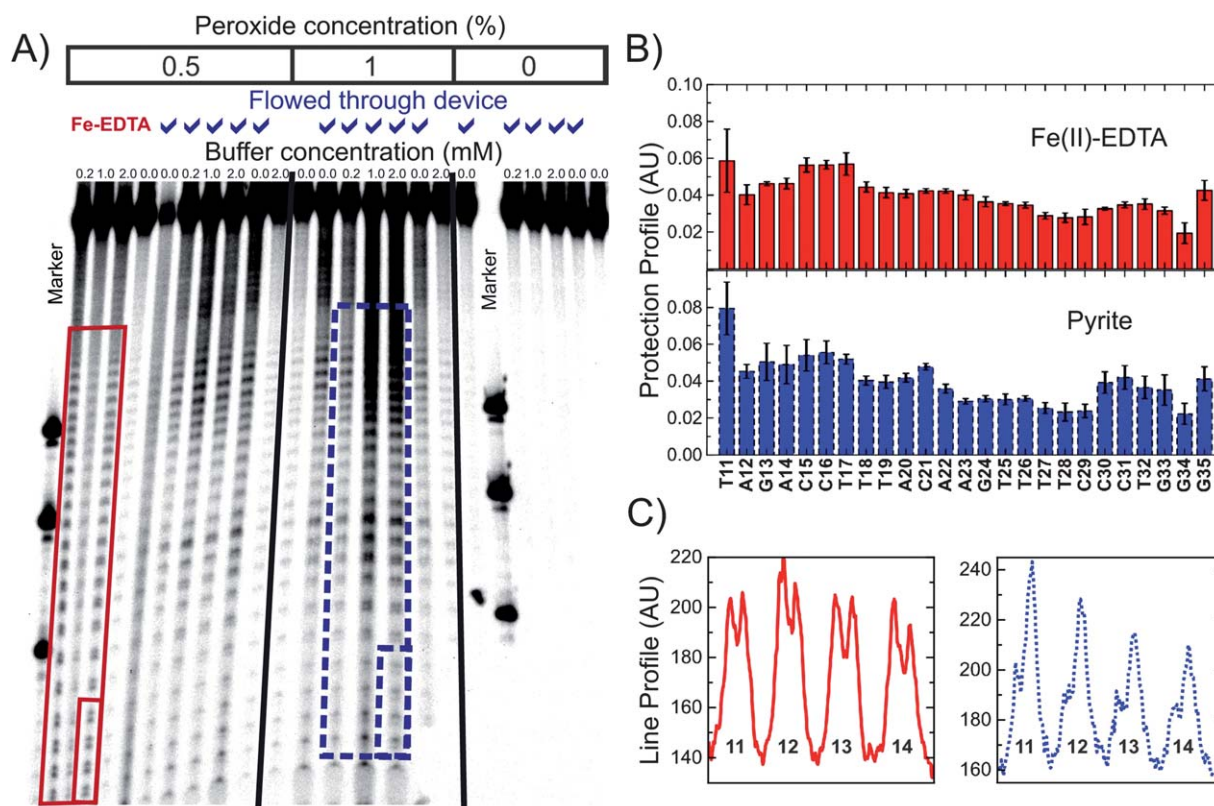 A)
Peroxide concentration (%)
0.5 1 0
Flowed through device
Fe-EDTA
Buffer concentration (mM)
0.2 1.0 2.0 0.0 0.0 0.2 1.0 2.0 0.0 2.0 0.0 0.0 0.2 1.0 2.0 0.0 2.0 0.0 0.0 2.0 2.0 0.0 0.0
Marker
Marker
B)
Protection Profile (AU)
0.10
0.08
0.06
0.04
0.02
Fe(II)-EDTA
0.08
0.06
0.04
0.02
0.00
Pyrite
T11 A12 G13 A14 C15 C16 T17 T18 T19 A20 C21 A22 A23 G24 T25 T26 T27 T28 C29 C30 C31 T32 G33 G34 G35
C)
Line Profile (AU)
220
200
180
160
140
11 12 13 14
240
220
200
180
160
11 12 13 14